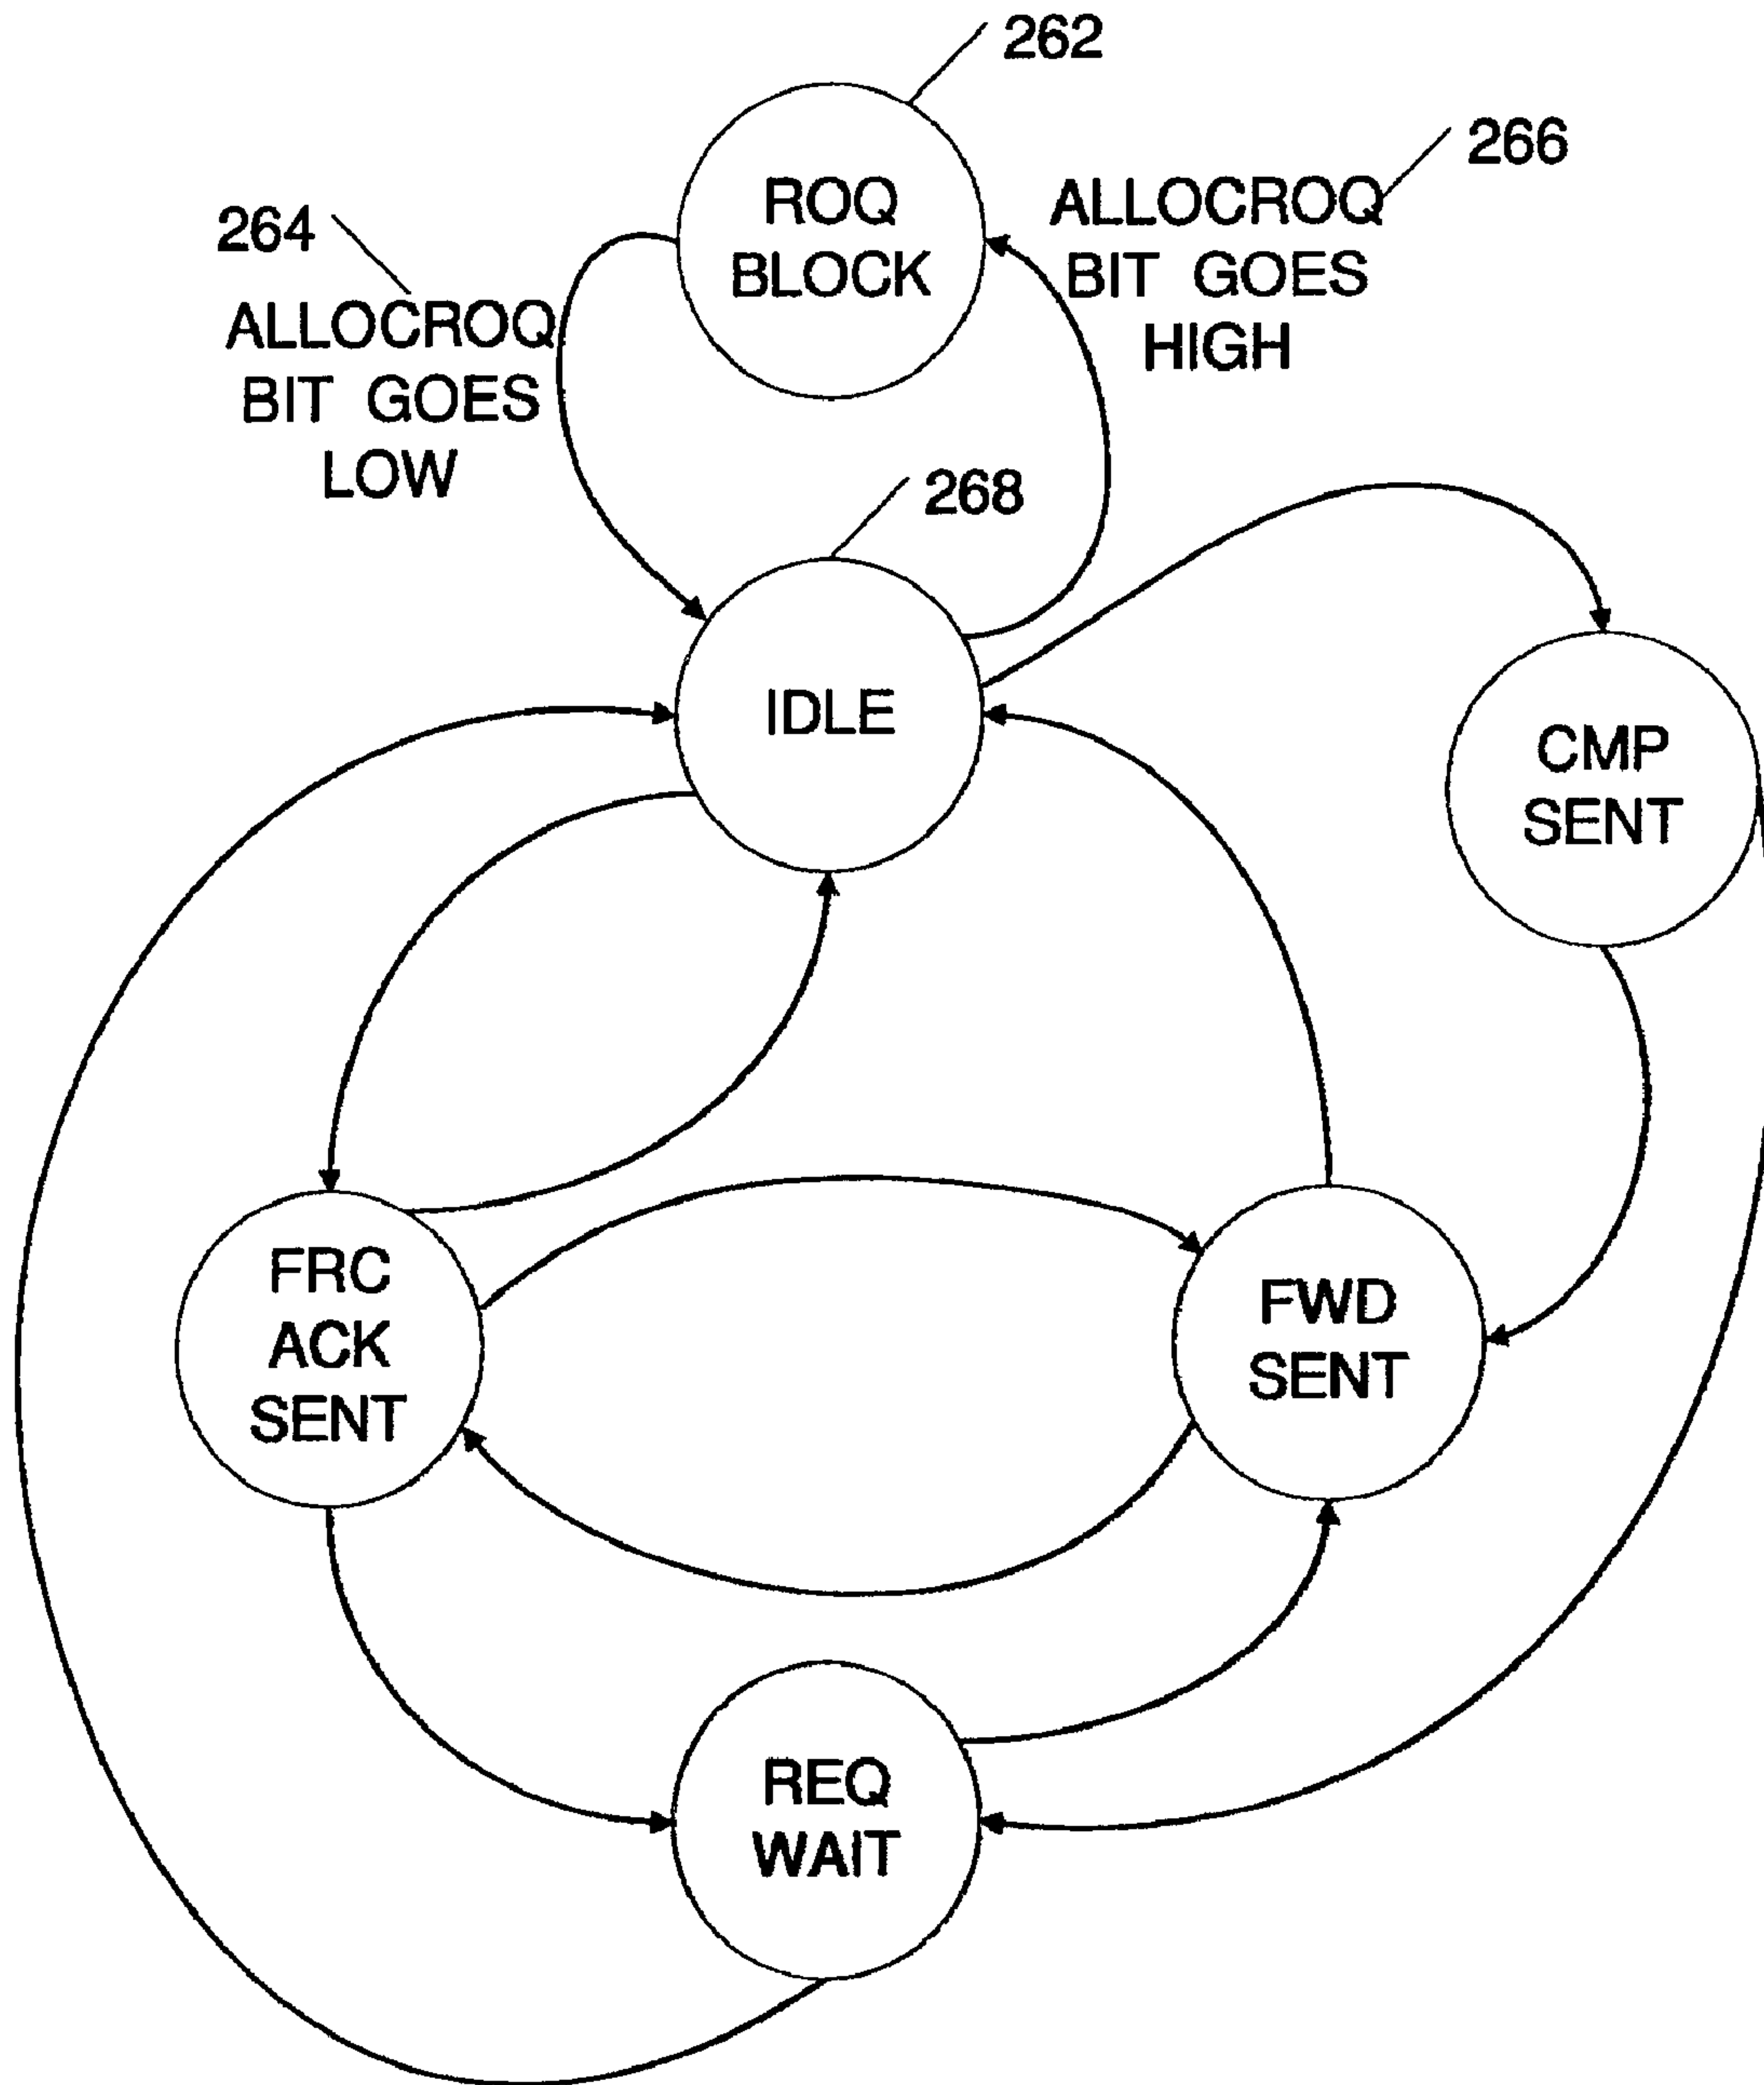 262
ROQ
BLOCK
266
ALLOCROQ
BIT GOES
HIGH
264
ALLOCROQ
BIT GOES
LOW
268
IDLE
CMP
SENT
FRC
ACK
SENT
FWD
SENT
REQ
WAIT